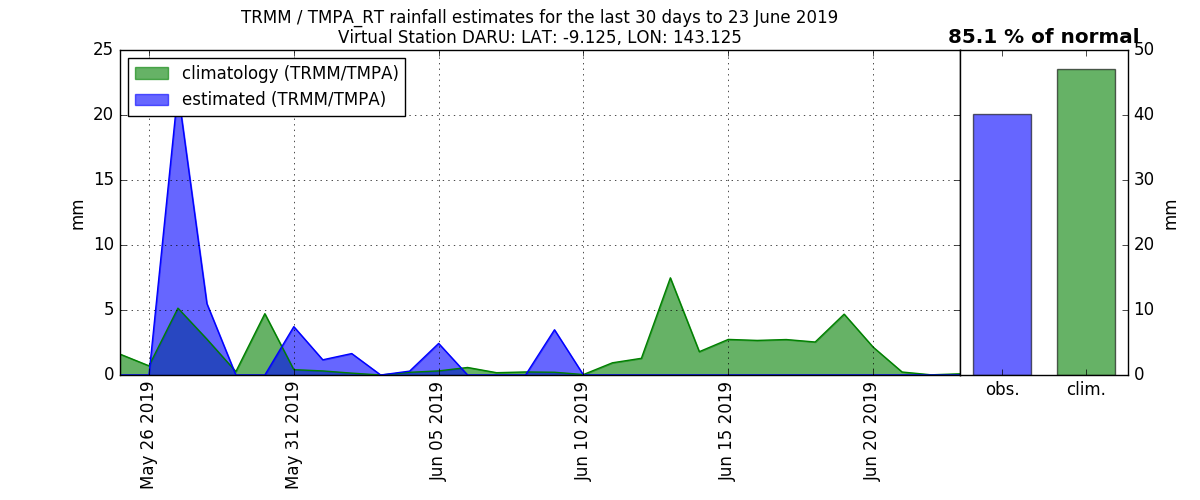 TRMM / TMPA_RT rainfall estimates for the last 30 days to 23 June 2019
Virtual Station DARU: LAT: -9.125, LON: 143.125
85.1 % of normal
climatology (TRMM/TMPA)
estimated (TRMM/TMPA)
25
20
15
10
5
0
mm
May 26 2019
May 31 2019
Jun 05 2019
Jun 10 2019
Jun 15 2019
Jun 20 2019
50
40
30
20
10
0
mm
obs.
clim.